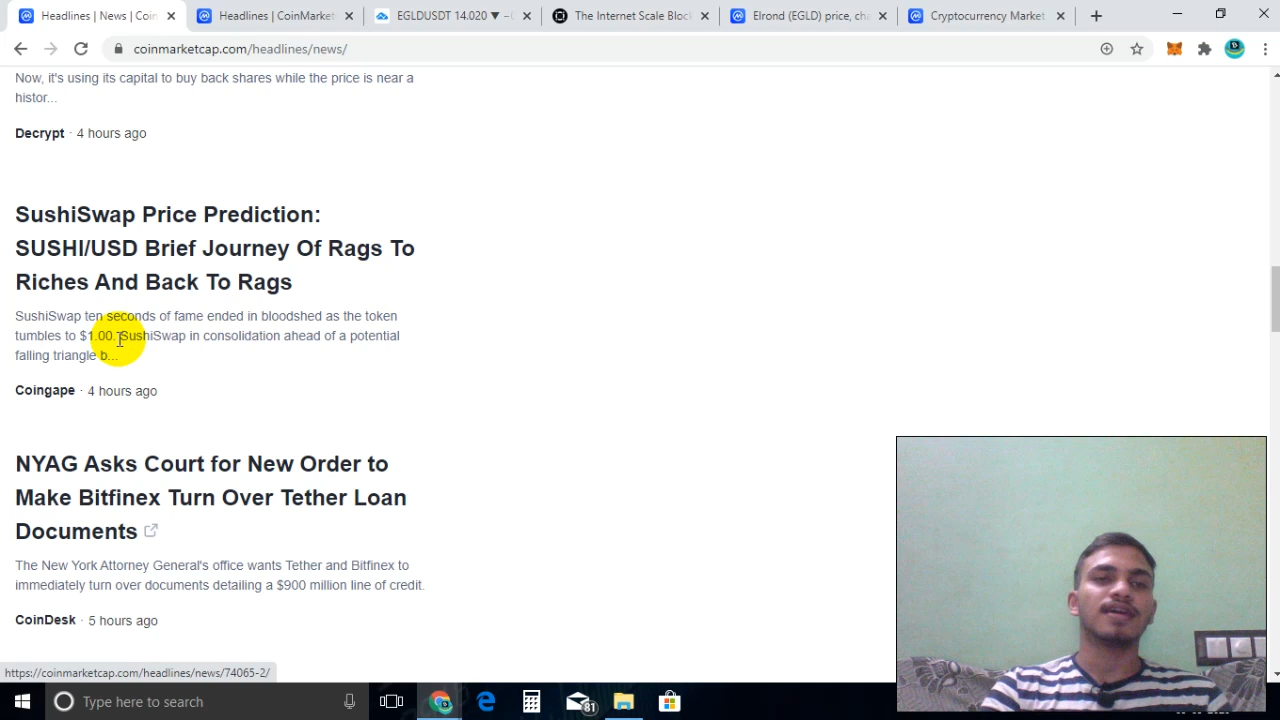 Headlines | News | Coin
Headlines | CoinMarket
EGLDUSDT 14.020 ▼ −
The Internet Scale Block
Elrond (EGLD) price, cha
Cryptocurrency Market
coinmarketcap.com/headlines/news/
Now, it's using its capital to buy back shares while the price is near a
histor...
Decrypt · 4 hours ago
SushiSwap Price Prediction:
SUSHI/USD Brief Journey Of Rags To
Riches And Back To Rags
SushiSwap ten seconds of fame ended in bloodshed as the token
tumbles to $1.00. SushiSwap in consolidation ahead of a potential
falling triangle b...
Coingape · 4 hours ago
NYAG Asks Court for New Order to
Make Bitfinex Turn Over Tether Loan
Documents
The New York Attorney General's office wants Tether and Bitfinex to
immediately turn over documents detailing a $900 million line of credit.
CoinDesk · 5 hours ago
https://coinmarketcap.com/headlines/news/74065-2/
Type here to search
81